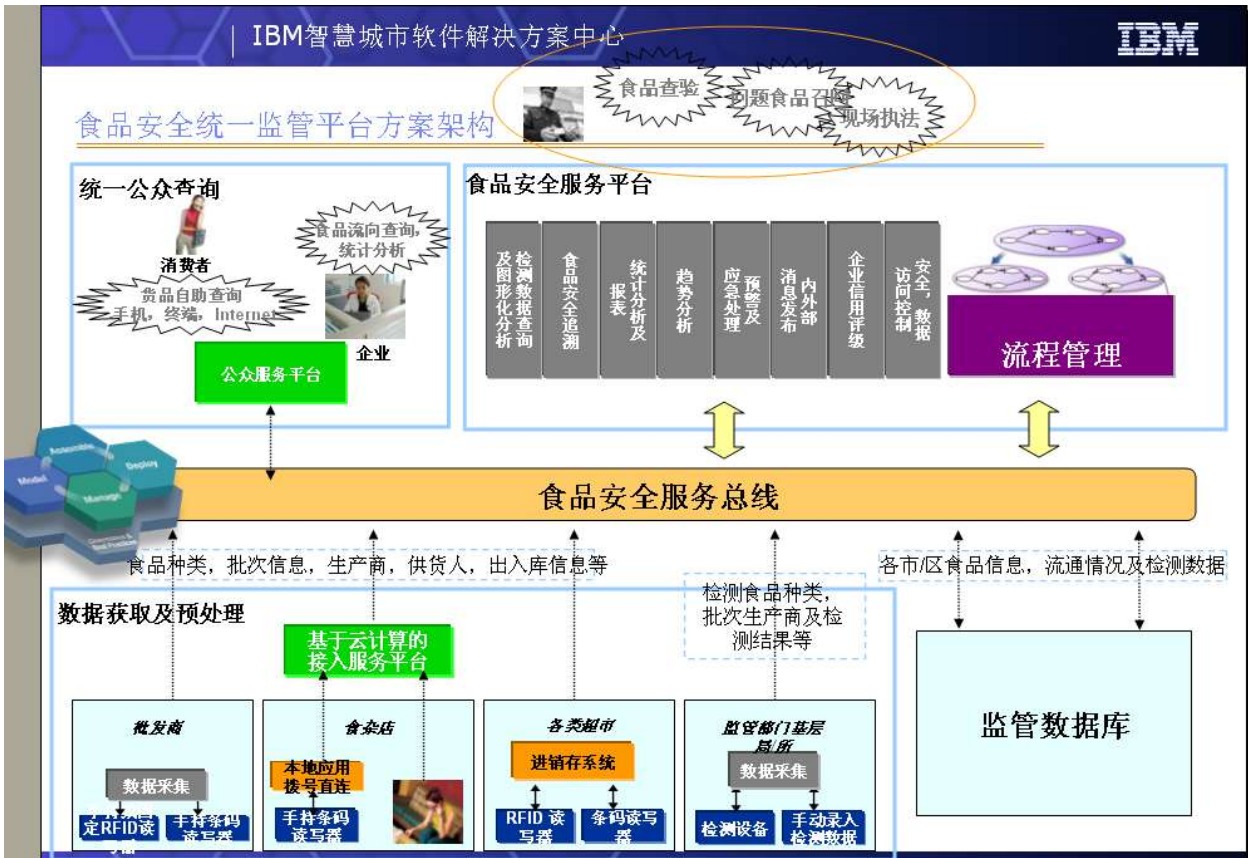 IBM智慧城市软件解决方案中心
IBM
食品查验
问题食品召回
现场执法
食品安全统一监管平台方案架构
统一公众查询
消费者
货品自助查询
手机，终端，Internet
食品流向查询，
统计分析
企业
公众服务平台
食品安全服务平台
检测数据查询
及图形化分析
食品安全追溯
统计分析及
报表
趋势分析
预警及
应急处理
内外部
消息发布
企业信用评级
安全，数据
访问控制
流程管理
Assemble
Model
Deploy
Manage
食品安全服务总线
食品种类，批次信息，生产商，供货人，出入库信息等
检测食品种类，
批次生产商及检
测结果等
各市/区食品信息，流通情况及检测数据
数据获取及预处理
基于云计算的
接入服务平台
批发商
数据采集
定RFID读
手持条码
读写器
食杂店
本地应用
拨号直连
手持条码
读写器
各类超市
进销存系统
RFID 读
写器
条码读写
器
监管部门基层
局/所
数据采集
检测设备
手动录入
检测数据
监管数据库